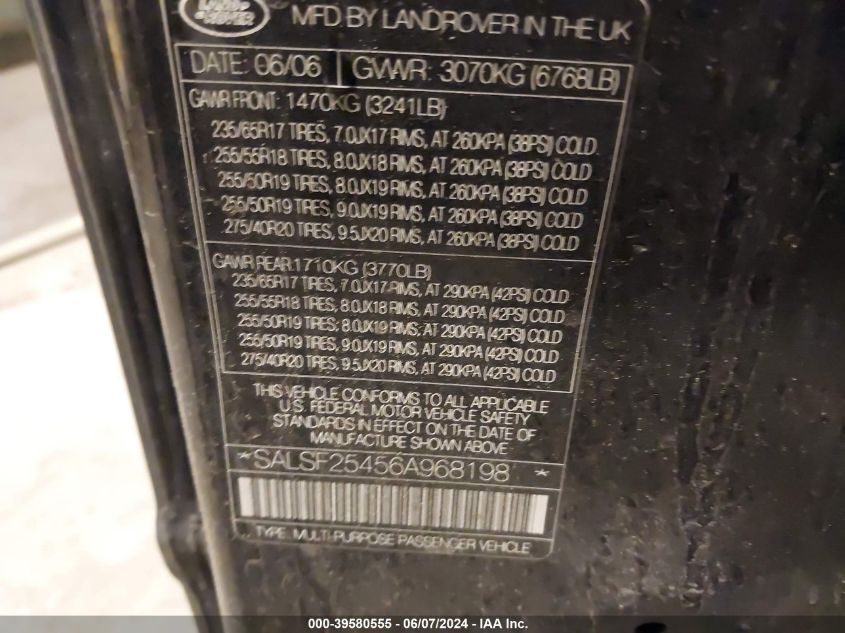 LAND
ROVER
MFD BY LANDROVER IN THE UK
DATE: 06/06 GVWR: 3070KG (6768LB)
GAWR FRONT: 1470KG (3241LB)
235/65R17 TIRES, 7.0JX17 RIMS, AT 260KPA (38PSI) COLD
255/55R18 TIRES, 8.0JX18 RIMS, AT 260KPA (38PSI) COLD
255/50R19 TIRES, 8.0JX19 RIMS, AT 260KPA (38PSI) COLD
255/50R19 TIRES, 9.0JX19 RIMS, AT 260KPA (38PSI) COLD
275/40R20 TIRES, 9.5JX20 RIMS, AT 260KPA (38PSI) COLD
GAWR REAR: 1710KG (3770LB)
235/65R17 TIRES, 7.0JX17 RIMS, AT 290KPA (42PSI) COLD
255/55R18 TIRES, 8.0JX18 RIMS, AT 290KPA (42PSI) COLD
255/50R19 TIRES, 8.0JX19 RIMS, AT 290KPA (42PSI) COLD
255/50R19 TIRES, 9.0JX19 RIMS, AT 290KPA (42PSI) COLD
275/40R20 TIRES, 9.5JX20 RIMS, AT 290KPA (42PSI) COLD
THIS VEHICLE CONFORMS TO ALL APPLICABLE
U.S. FEDERAL MOTOR VEHICLE SAFETY
STANDARDS IN EFFECT ON THE DATE OF
MANUFACTURE SHOWN ABOVE
*SALSF25456A968198 *
TYPE: MULTI-PURPOSE PASSENGER VEHICLE
000-39580555 - 06/07/2024 - IAA Inc.